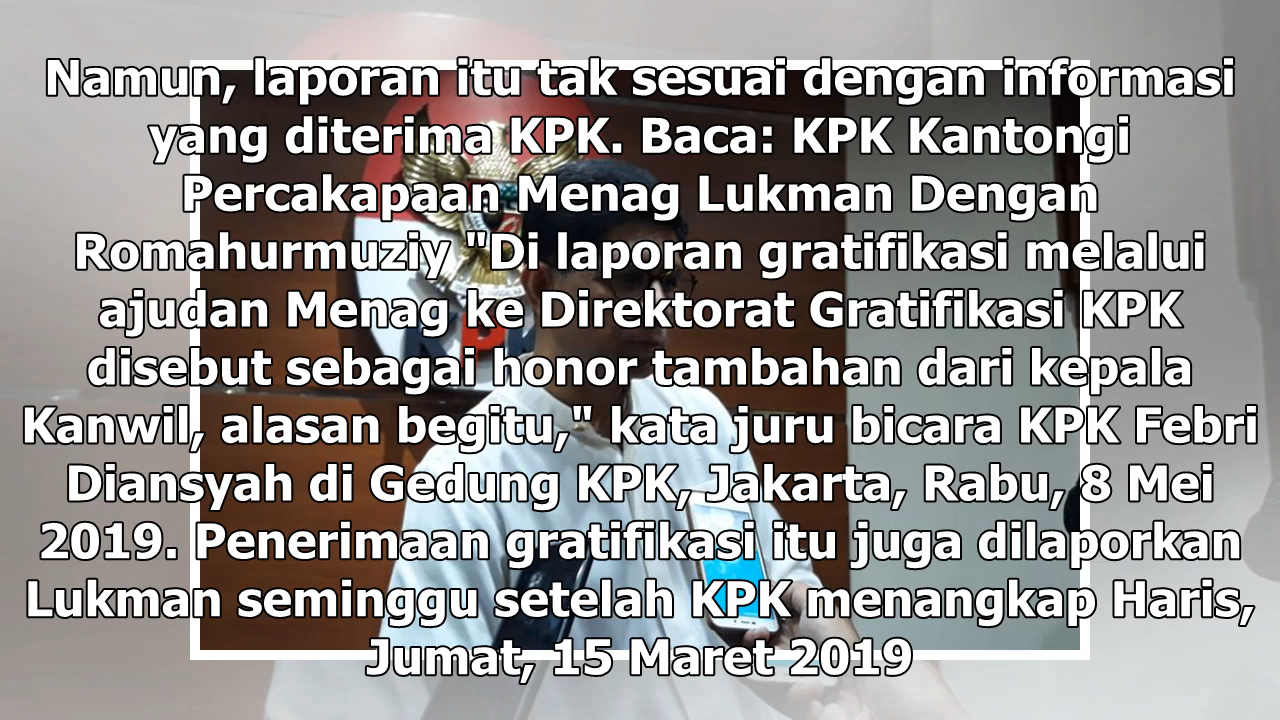 Namun, laporan itu tak sesuai dengan informasi
yang diterima KPK. Baca: KPK Kantongi
Percakapaan Menag Lukman Dengan
Romahurmuziy "Di laporan gratifikasi melalui
ajudan Menag ke Direktorat Gratifikasi KPK
disebut sebagai honor tambahan dari kepala
Kanwil, alasan begitu," kata juru bicara KPK Febri
Diansyah di Gedung KPK, Jakarta, Rabu, 8 Mei
2019. Penerimaan gratifikasi itu juga dilaporkan
Lukman seminggu setelah KPK menangkap Haris,
Jumat, 15 Maret 2019